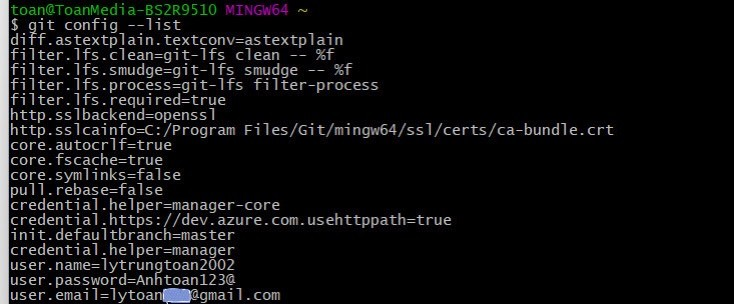 toan@ToanMedia-BS2R9510 MINGW64 ~
$ git config --list
diff.astextplain.textconv=astextplain
filter.lfs.clean=git-lfs clean -- %f
filter.lfs.smudge=git-lfs smudge -- %f
filter.lfs.process=git-lfs filter-process
filter.lfs.required=true
http.sslbackend=openssl
http.sslcainfo=C:/Program Files/Git/mingw64/ssl/certs/ca-bundle.crt
core.autocrlf=true
core.fscache=true
core.symlinks=false
pull.rebase=false
credential.helper=manager-core
credential.https://dev.azure.com.usehttppath=true
init.defaultbranch=master
credential.helper=manager
user.name=lytrungtoan2002
user.password=Anhtoan123@
user.email=lytoan @gmail.com